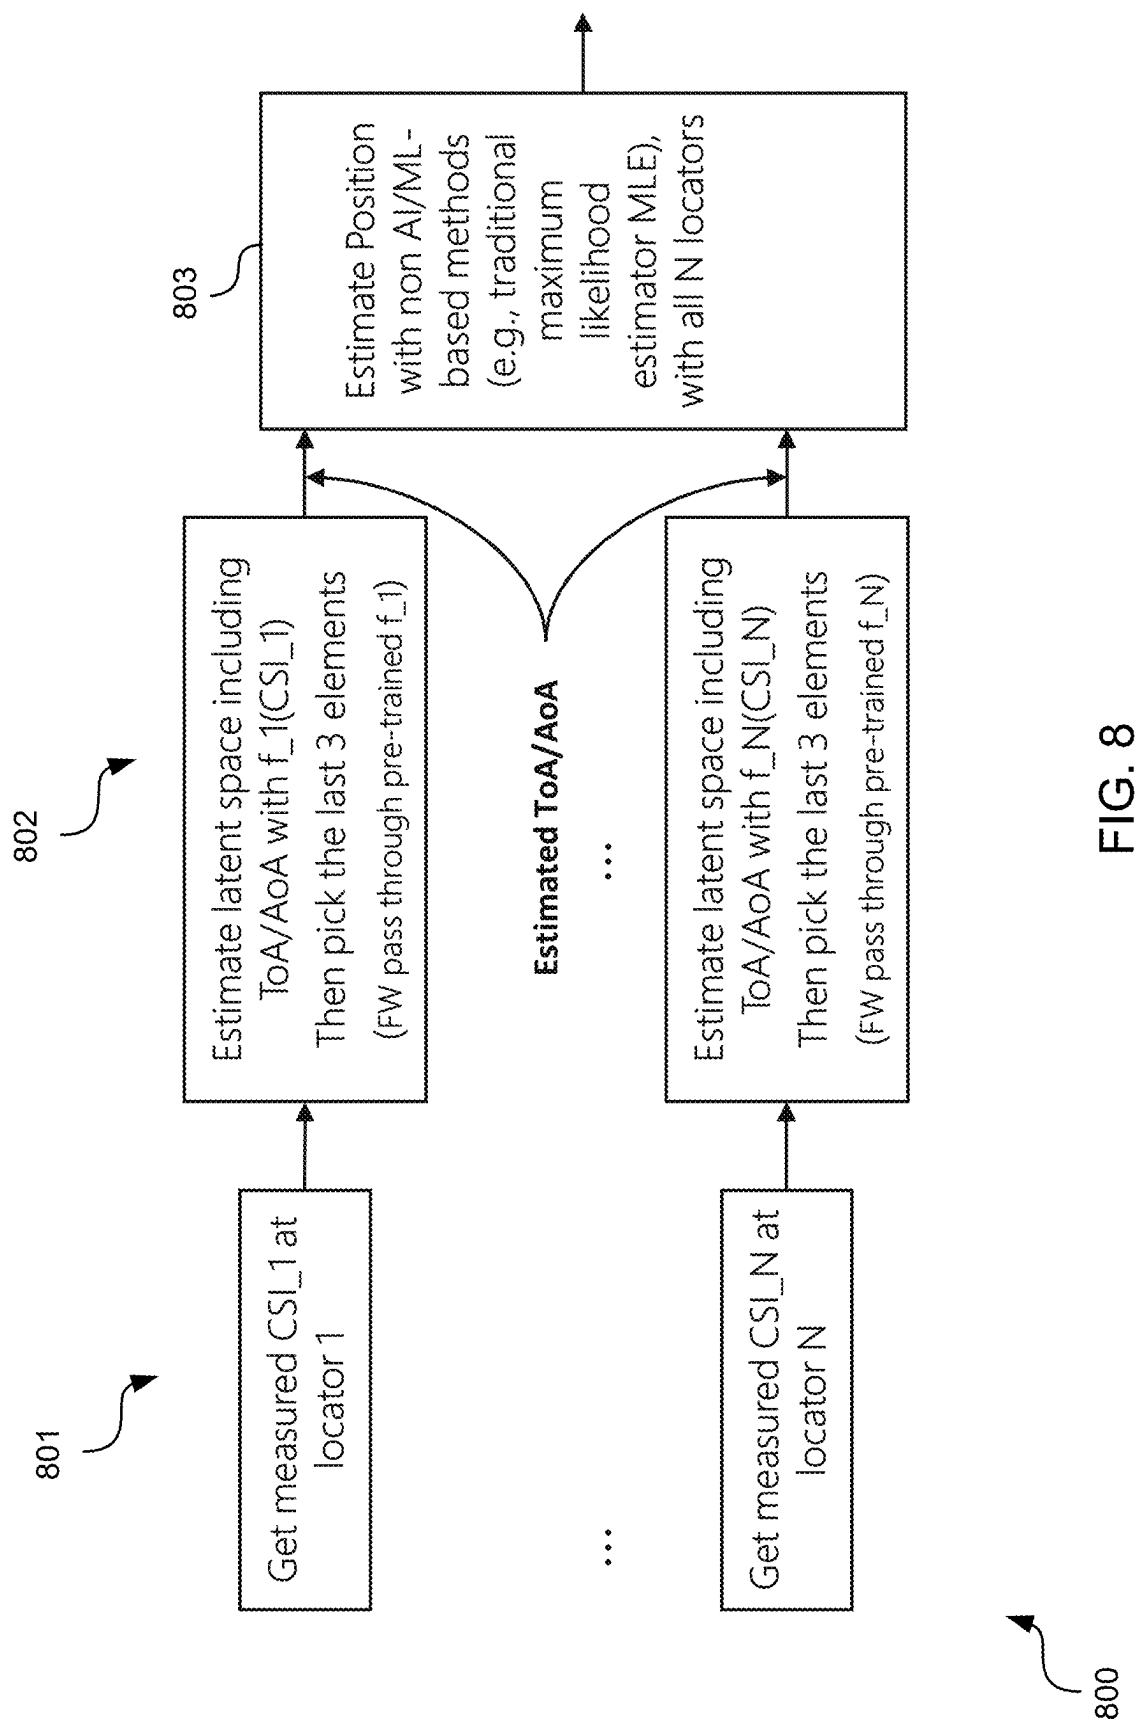 801
802
803
Get measured CSI_1 at
locator 1
Estimate latent space including
ToA/AoA with f_1(CSI_1)
Then pick the last 3 elements
(FW pass through pre-trained f_1)
Estimate Position
with non AI/ML-
based methods
(e.g., traditional
maximum
likelihood
estimator MLE),
with all N locators
Estimated ToA/AoA
...
...
Get measured CSI_N at
locator N
Estimate latent space including
ToA/AoA with f_N(CSI_N)
Then pick the last 3 elements
(FW pass through pre-trained f_N)
800
FIG. 8